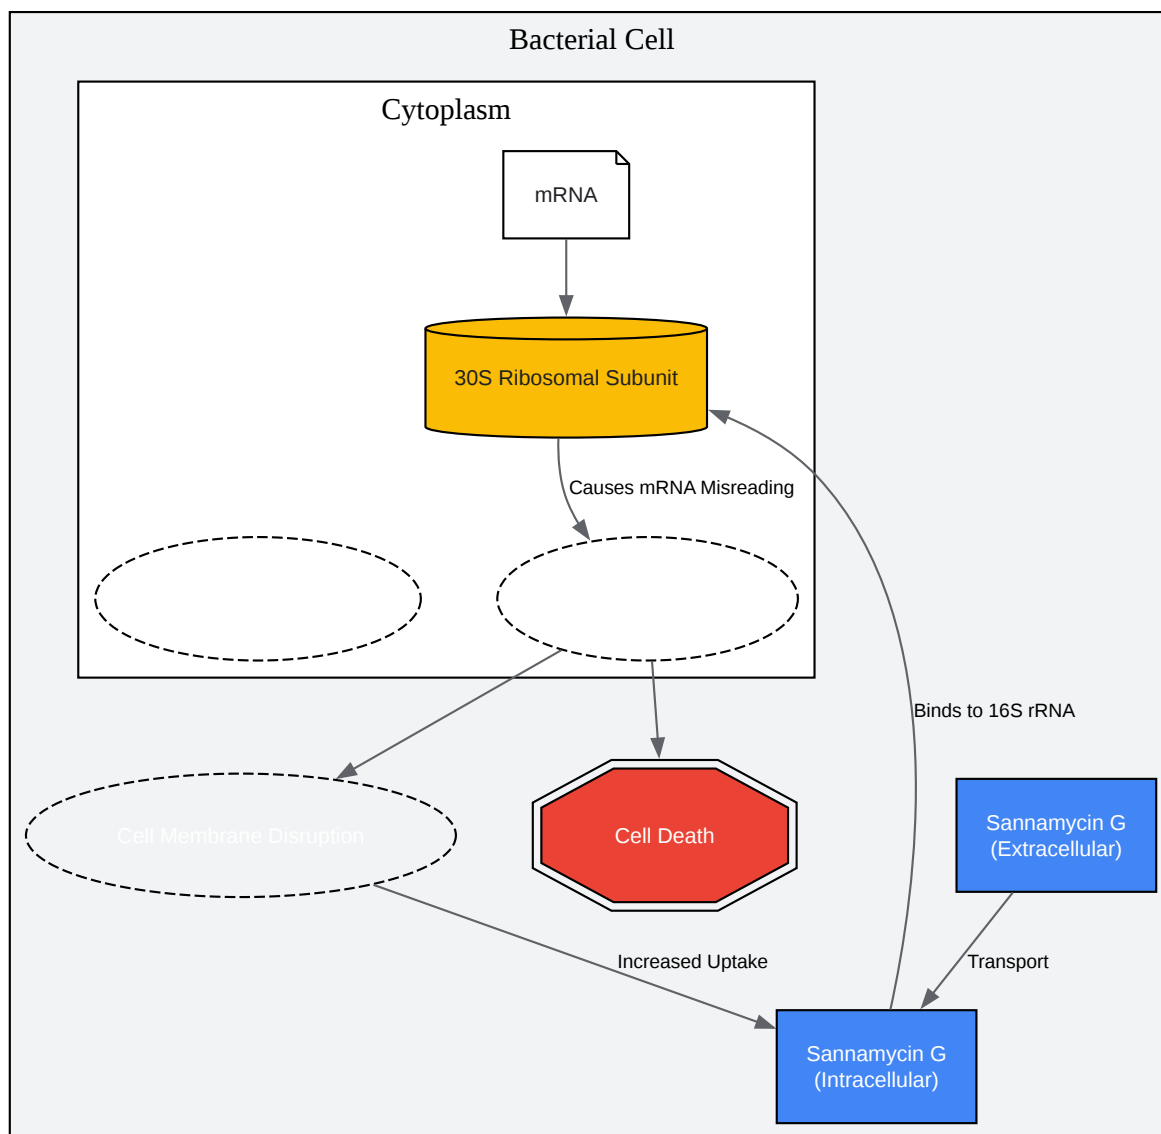 Bacterial Cell
Cytoplasm
mRNA
30S Ribosomal Subunit
Causes mRNA Misreading
Binds to 16S rRNA
Cell Membrane Disruption
Cell Death
Sannamycin G
(Extracellular)
Increased Uptake
Transport
Sannamycin G
(Intracellular)